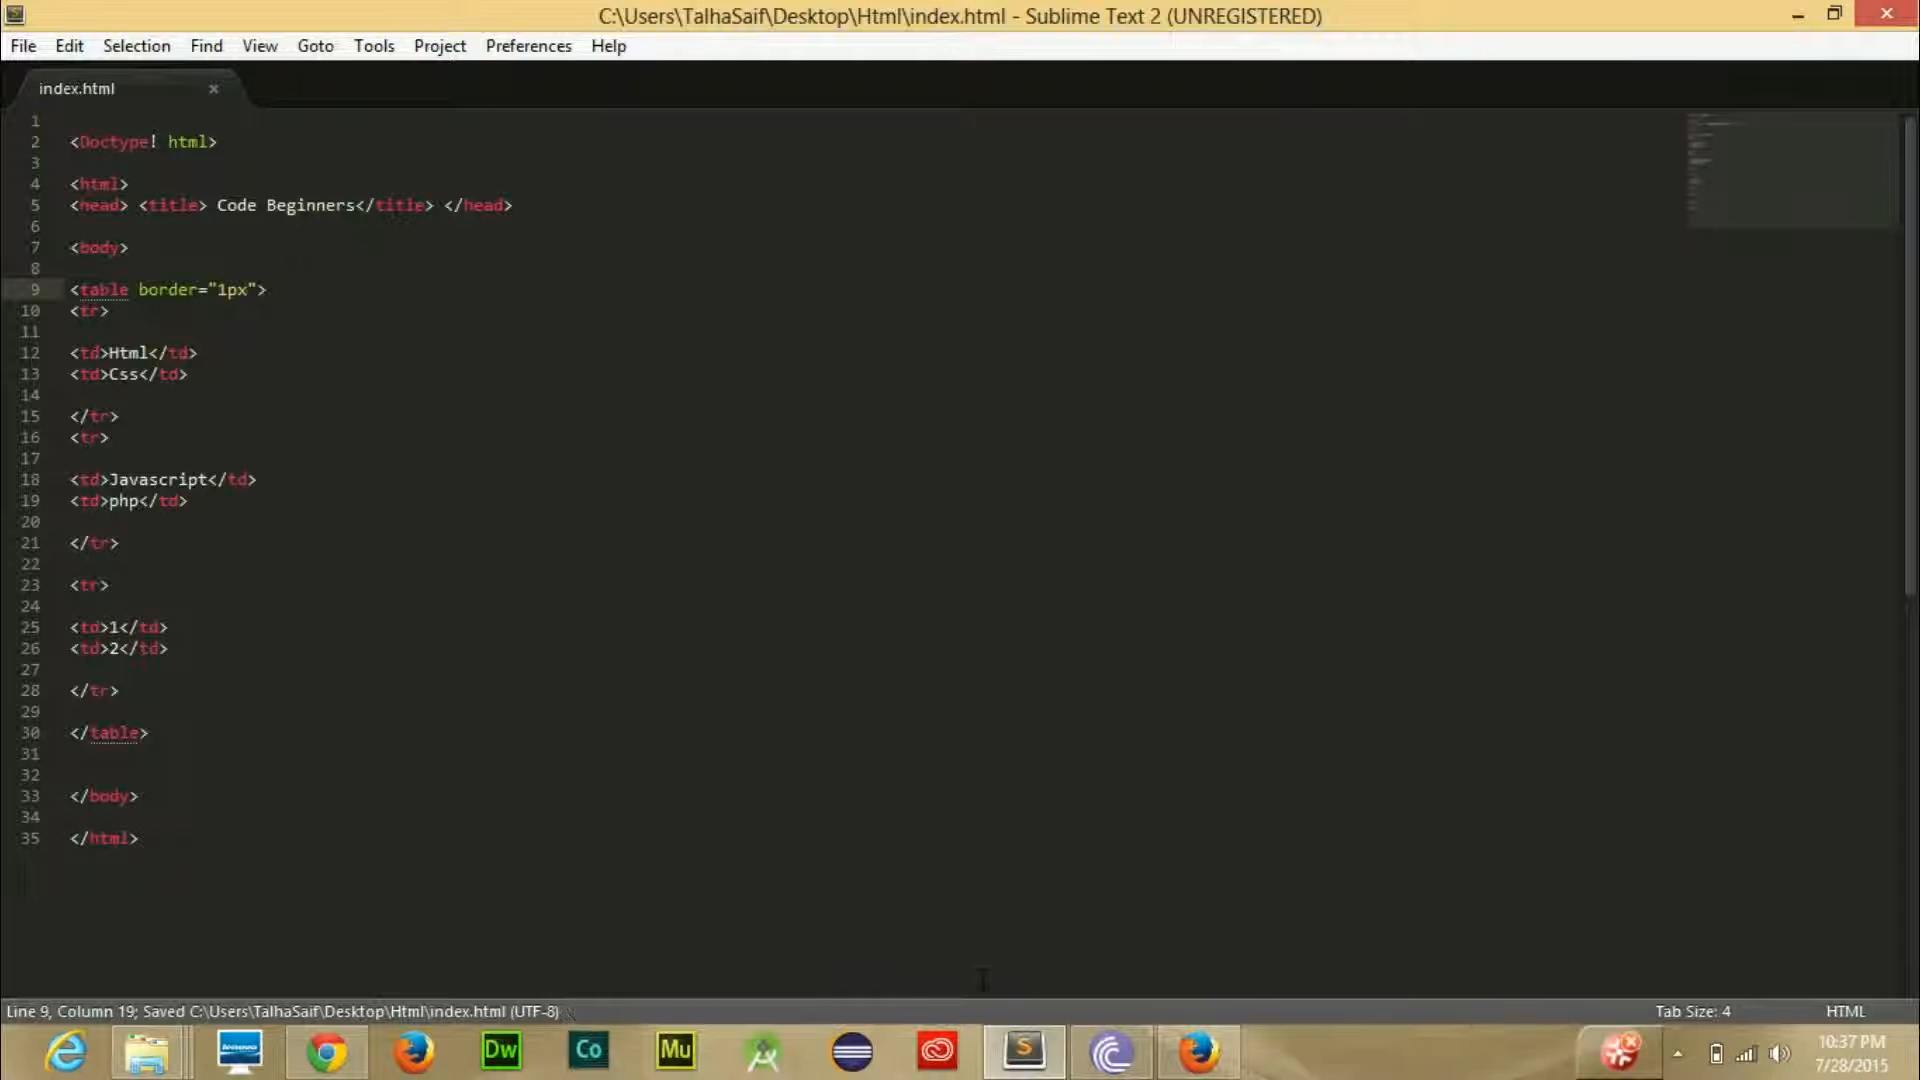 C:\Users\TalhaSaif\Desktop\Html\index.html - Sublime Text 2 (UNREGISTERED)
File Edit Selection Find View Goto Tools Project Preferences Help
index.html ×
1
2 <Doctype! html>
3
4 <html>
5 <head> <title> Code Beginners</title> </head>
6
7 <body>
8
9 <table border="1px">
10 <tr>
11
12 <td>Html</td>
13 <td>Css</td>
14
15 </tr>
16 <tr>
17
18 <td>Javascript</td>
19 <td>php</td>
20
21 </tr>
22
23 <tr>
24
25 <td>1</td>
26 <td>2</td>
27
28 </tr>
29
30 </table>
31
32
33 </body>
34
35 </html>
Line 9, Column 19; Saved C:\Users\TalhaSaif\Desktop\Html\index.html (UTF-8) Tab Size: 4 HTML
Dw Co Mu S
10:37 PM
7/28/2015